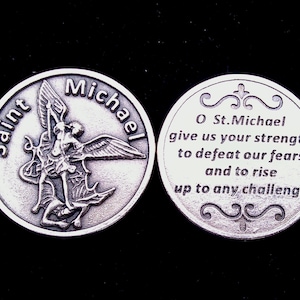 Saint Michael
O St. Michael
give us your strength
to defeat our fears
and to rise
up to any challenge